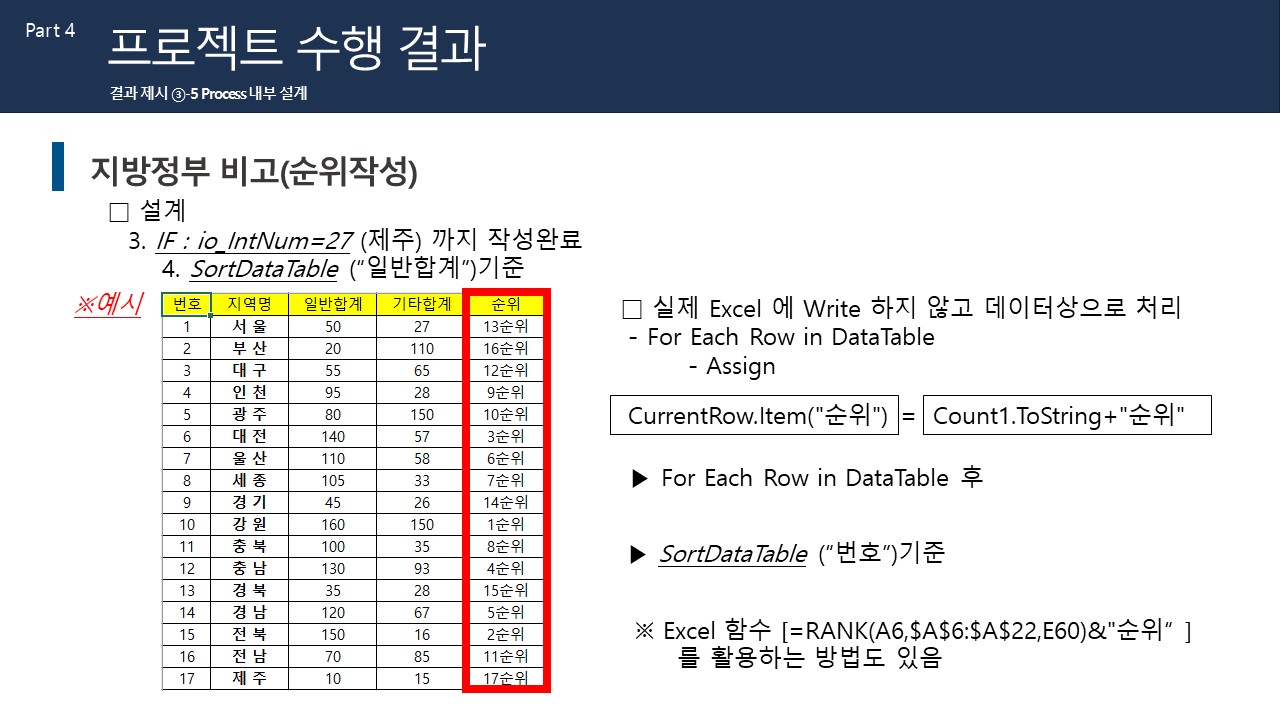 Part 4
프로젝트 수행 결과
결과 제시 ③-5 Process 내부 설계
지방정부 비고(순위작성)
□ 설계
3. IF : io_IntNum=27 (제주) 까지 작성완료
4. SortDataTable (“일반합계”)기준
※예시
번호 지역명 일반합계 기타합계 순위
1 서 울 50 27 13순위
2 부 산 20 110 16순위
3 대 구 55 65 12순위
4 인 천 95 28 9순위
5 광 주 80 150 10순위
6 대 전 140 57 3순위
7 울 산 110 58 6순위
8 세 종 105 33 7순위
9 경 기 45 26 14순위
10 강 원 160 150 1순위
11 충 북 100 35 8순위
12 충 남 130 93 4순위
13 경 북 35 28 15순위
14 경 남 120 67 5순위
15 전 북 150 16 2순위
16 전 남 70 85 11순위
17 제 주 10 15 17순위
□ 실제 Excel 에 Write 하지 않고 데이터상으로 처리
- For Each Row in DataTable
- Assign
CurrentRow.Item("순위") = Count1.ToString+"순위"
▶ For Each Row in DataTable 후
▶ SortDataTable (“번호”)기준
※ Excel 함수 [=RANK(A6,$A$6:$A$22,E60)&"순위“ ]
를 활용하는 방법도 있음